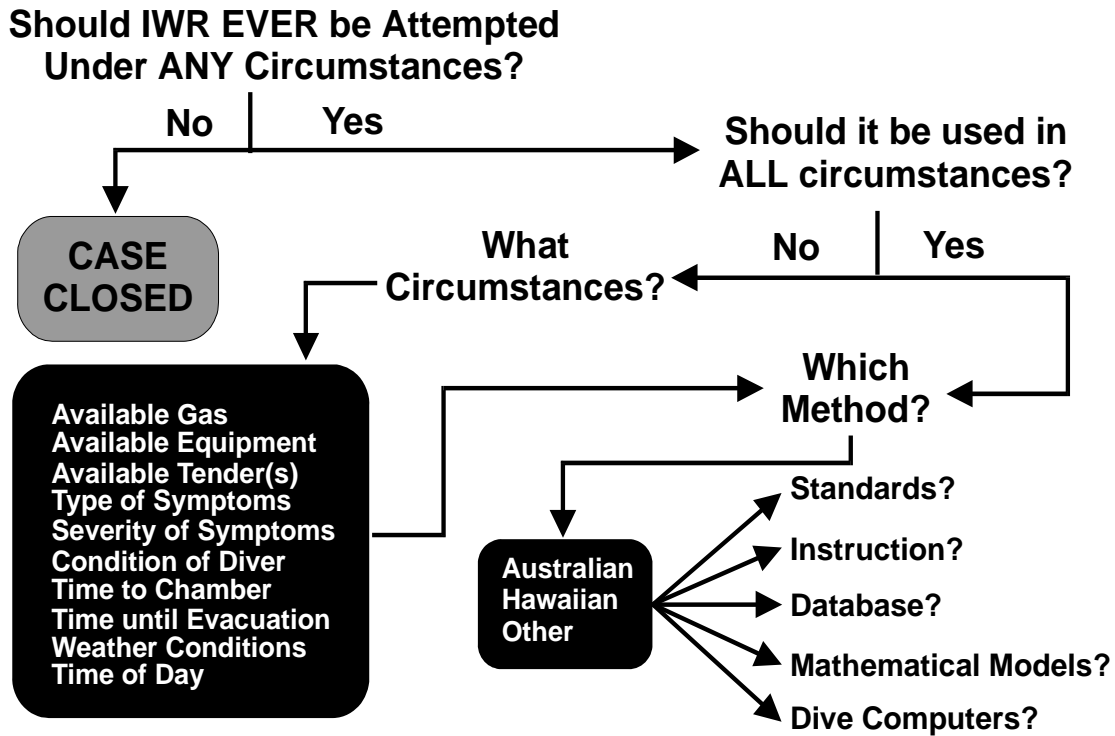 Should IWR EVER be Attempted
Under ANY Circumstances?
No
Yes
Should it be used in
ALL circumstances?
CASE
CLOSED
What
Circumstances?
No
Yes
Available Gas
Available Equipment
Available Tender(s)
Type of Symptoms
Severity of Symptoms
Condition of Diver
Time to Chamber
Time until Evacuation
Weather Conditions
Time of Day
Which
Method?
Australian
Hawaiian
Other
Standards?
Instruction?
Database?
Mathematical Models?
Dive Computers?